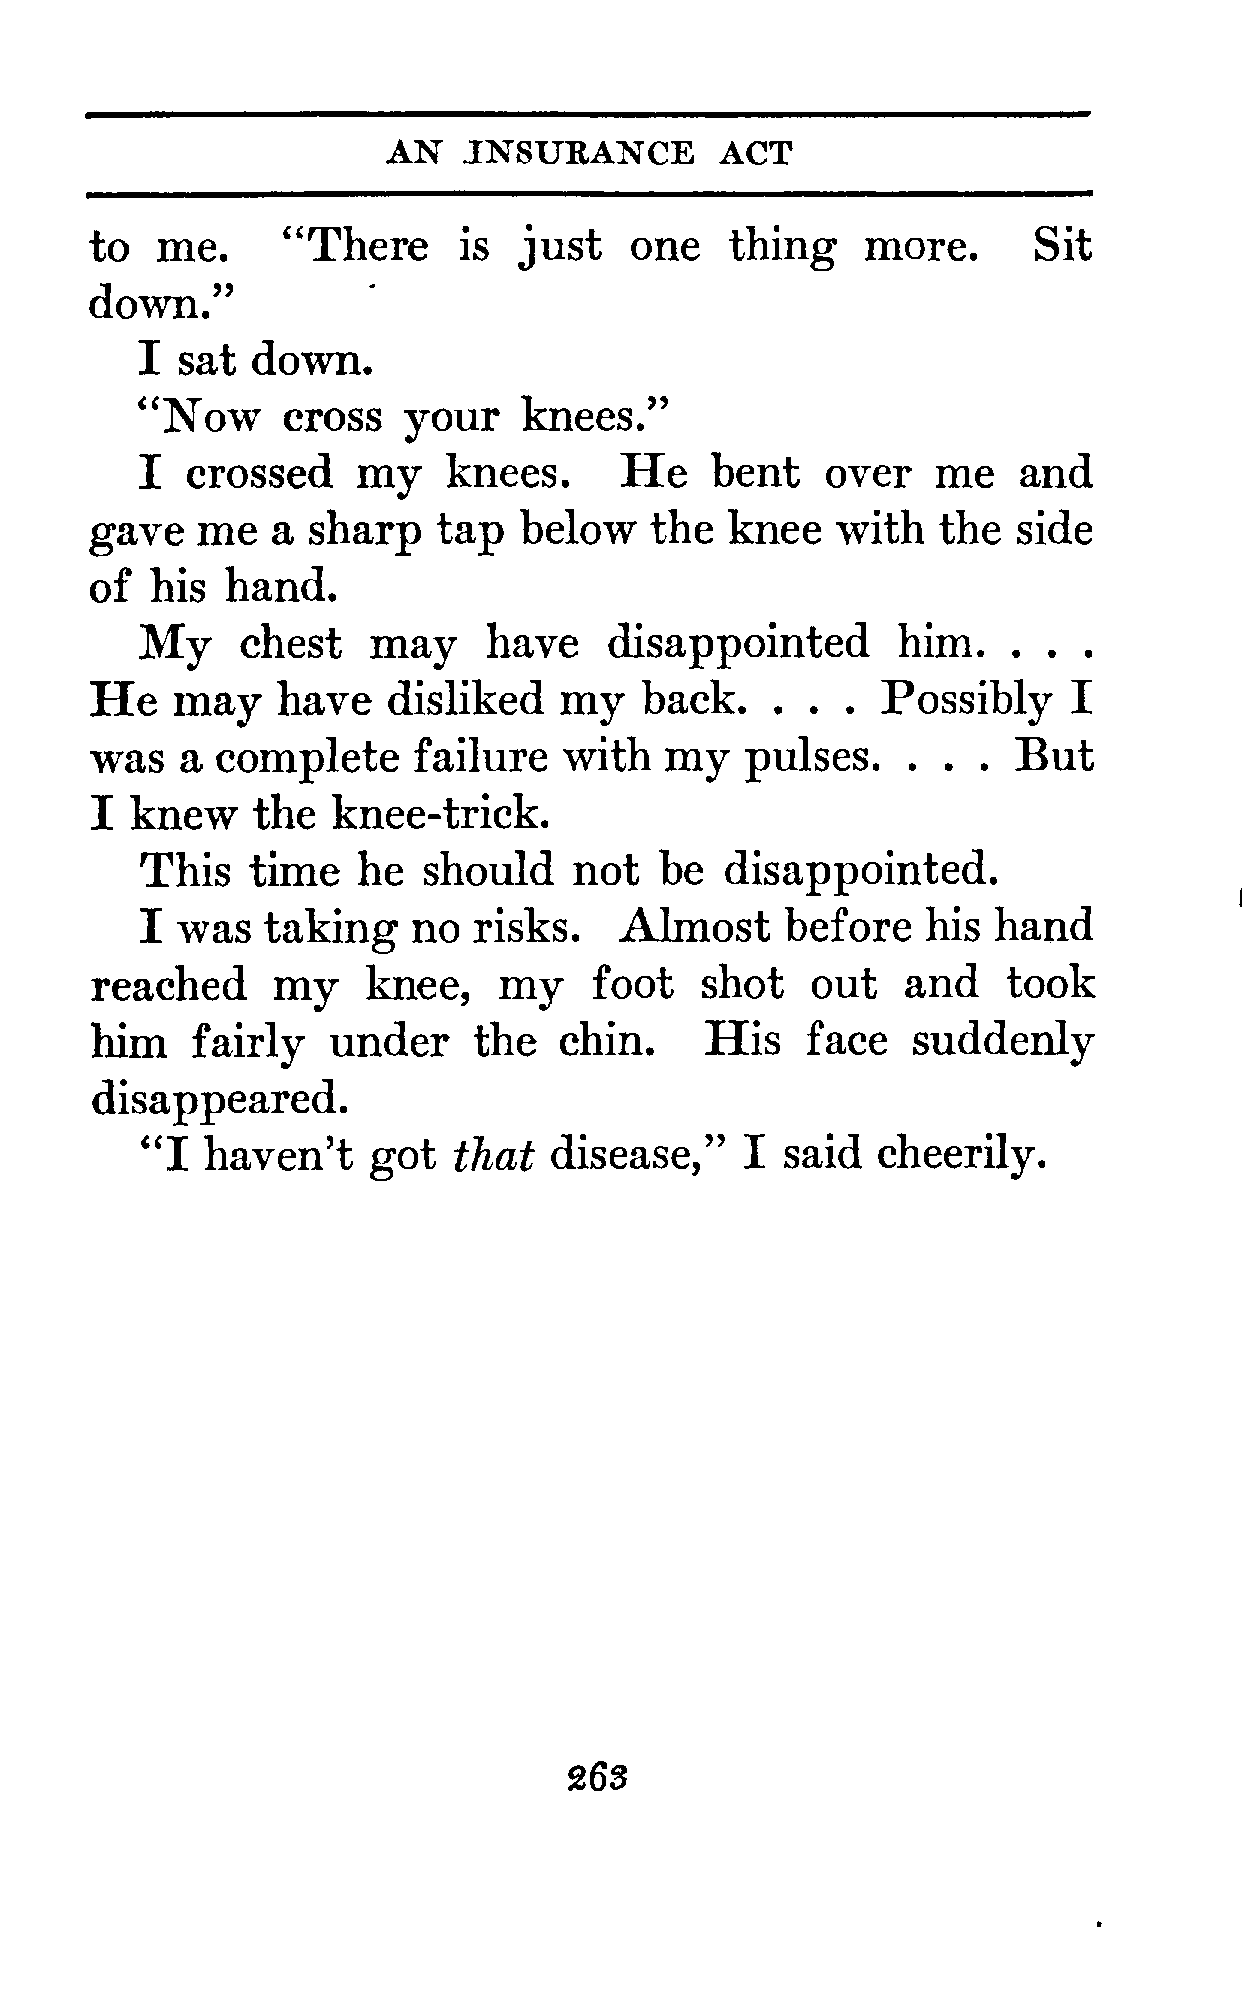 AN INSURANCE ACT
to me. “There is just one thing more. Sit
down.”
I sat down.
“Now cross your knees.”
I crossed my knees. He bent over me and
gave me a sharp tap below the knee with the side
of his hand.
My chest may have disappointed him. . . .
He may have disliked my back. . . . Possibly I
was a complete failure with my pulses. . . . But
I knew the knee-trick.
This time he should not be disappointed.
I was taking no risks. Almost before his hand
reached my knee, my foot shot out and took
him fairly under the chin. His face suddenly
disappeared.
“I haven't got that disease,” I said cheerily.
263